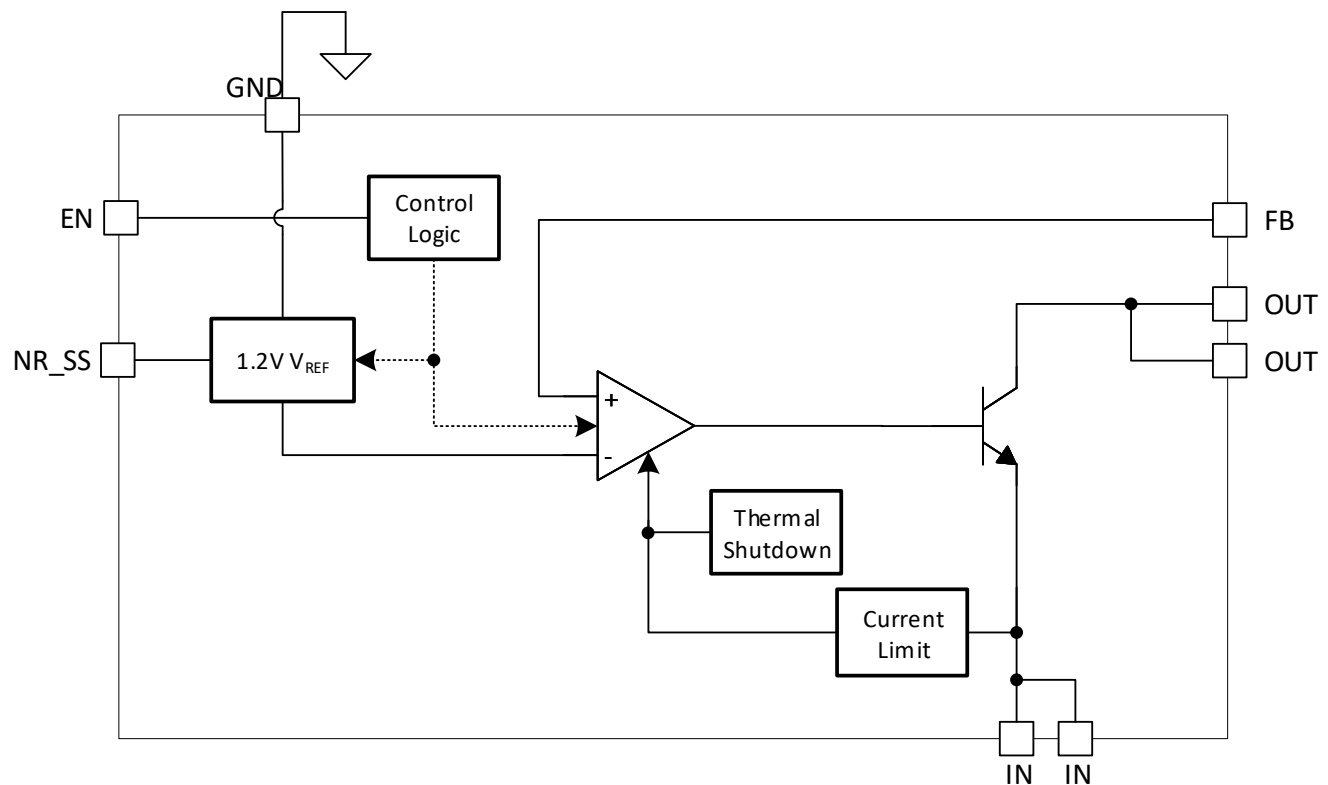 GND
EN
Control
Logic
FB
OUT
NR_SS
1.2V VREF
OUT
+
-
Thermal
Shutdown
Current
Limit
IN
IN